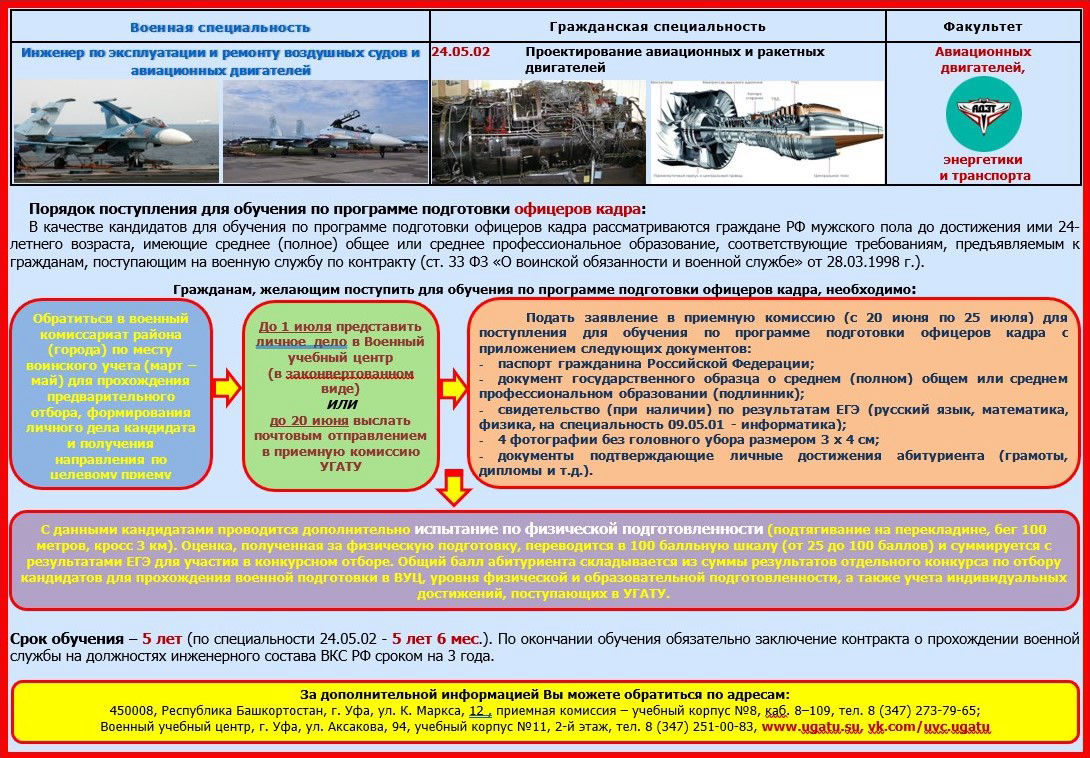 Военная специальность
Гражданская специальность
Факультет
Инженер по эксплуатации и ремонту воздушных судов и
авиационных двигателей
24.05.02 Проектирование авиационных и ракетных
двигателей
Авиационных
двигателей,
АДЭТ
энергетики
и транспорта
Порядок поступления для обучения по программе подготовки офицеров кадра:
В качестве кандидатов для обучения по программе подготовки офицеров кадра рассматриваются граждане РФ мужского пола до достижения ими 24-
летнего возраста, имеющие среднее (полное) общее или среднее профессиональное образование, соответствующие требованиям, предъявляемым к
гражданам, поступающим на военную службу по контракту (ст. 33 ФЗ «О воинской обязанности и военной службе» от 28.03.1998 г.).
Гражданам, желающим поступить для обучения по программе подготовки офицеров кадра, необходимо:
Обратиться в военный
комиссариат района
(города) по месту
воинского учета (март –
май) для прохождения
предварительного
отбора, формирования
личного дела кандидата
и получения
направления по
целевому приему
До 1 июля представить
личное дело в Военный
учебный центр
(в законвертованном
виде)
ИЛИ
до 20 июня выслать
почтовым отправлением
в приемную комиссию
УГАТУ
Подать заявление в приемную комиссию (с 20 июня по 25 июля) для
поступления для обучения по программе подготовки офицеров кадра с
приложением следующих документов:
- паспорт гражданина Российской Федерации;
- документ государственного образца о среднем (полном) общем или среднем
профессиональном образовании (подлинник);
- свидетельство (при наличии) по результатам ЕГЭ (русский язык, математика,
физика, на специальность 09.05.01 - информатика);
- 4 фотографии без головного убора размером 3 х 4 см;
- документы подтверждающие личные достижения абитуриента (грамоты,
дипломы и т.д.).
С данными кандидатами проводится дополнительно испытание по физической подготовленности (подтягивание на перекладине, бег 100
метров, кросс 3 км). Оценка, полученная за физическую подготовку, переводится в 100 балльную шкалу (от 25 до 100 баллов) и суммируется с
результатами ЕГЭ для участия в конкурсном отборе. Общий балл абитуриента складывается из суммы результатов отдельного конкурса по отбору
кандидатов для прохождения военной подготовки в ВУЦ, уровня физической и образовательной подготовленности, а также учета индивидуальных
достижений, поступающих в УГАТУ.
Срок обучения – 5 лет (по специальности 24.05.02 - 5 лет 6 мес.). По окончании обучения обязательно заключение контракта о прохождении военной
службы на должностях инженерного состава ВКС РФ сроком на 3 года.
За дополнительной информацией Вы можете обратиться по адресам:
450008, Республика Башкортостан, г. Уфа, ул. К. Маркса, 12 , приемная комиссия – учебный корпус №8, каб. 8–109, тел. 8 (347) 273-79-65;
Военный учебный центр, г. Уфа, ул. Аксакова, 94, учебный корпус №11, 2-й этаж, тел. 8 (347) 251-00-83, www.ugatu.su, vk.com/uvc.ugatu